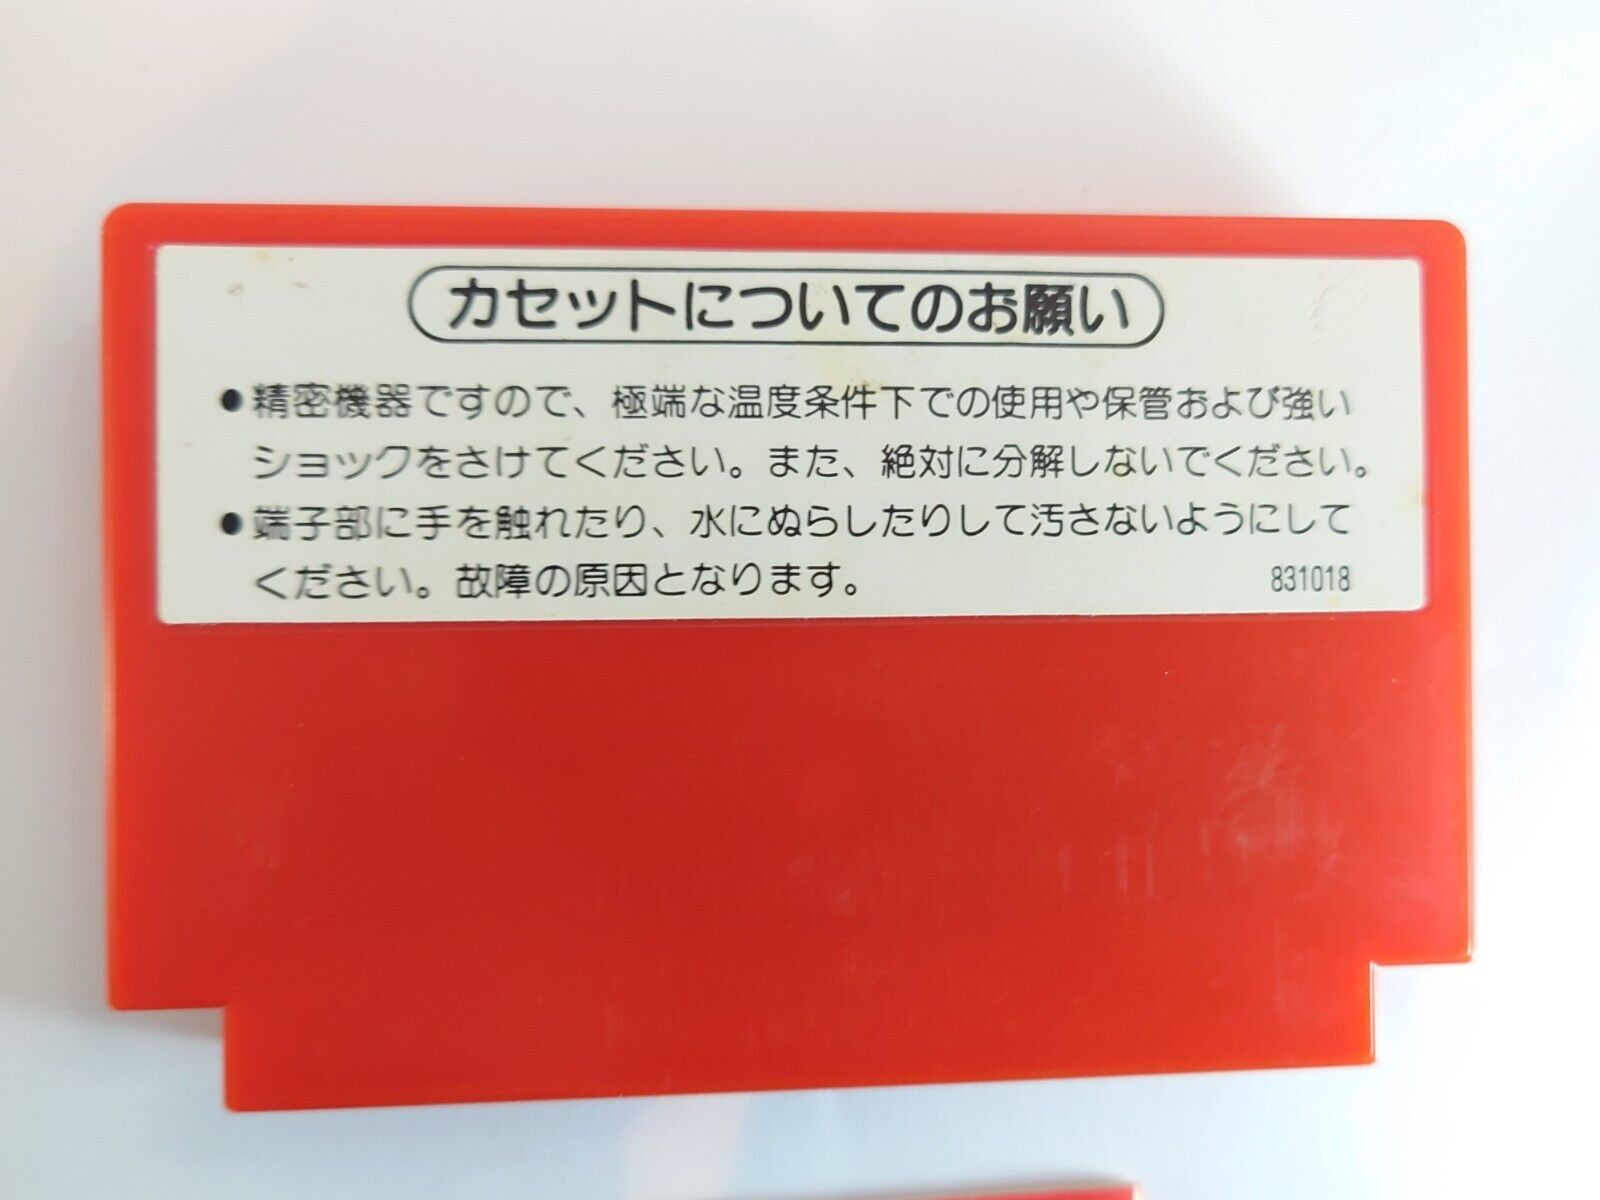 カセットについてのお願い
●精密機器ですので、極端な温度条件下での使用や保管および強い
ショックをさけてください。また、絶対に分解しないでください。
●端子部に手を触れたり、水にぬらしたりして汚さないようにして
ください。故障の原因となります。 831018